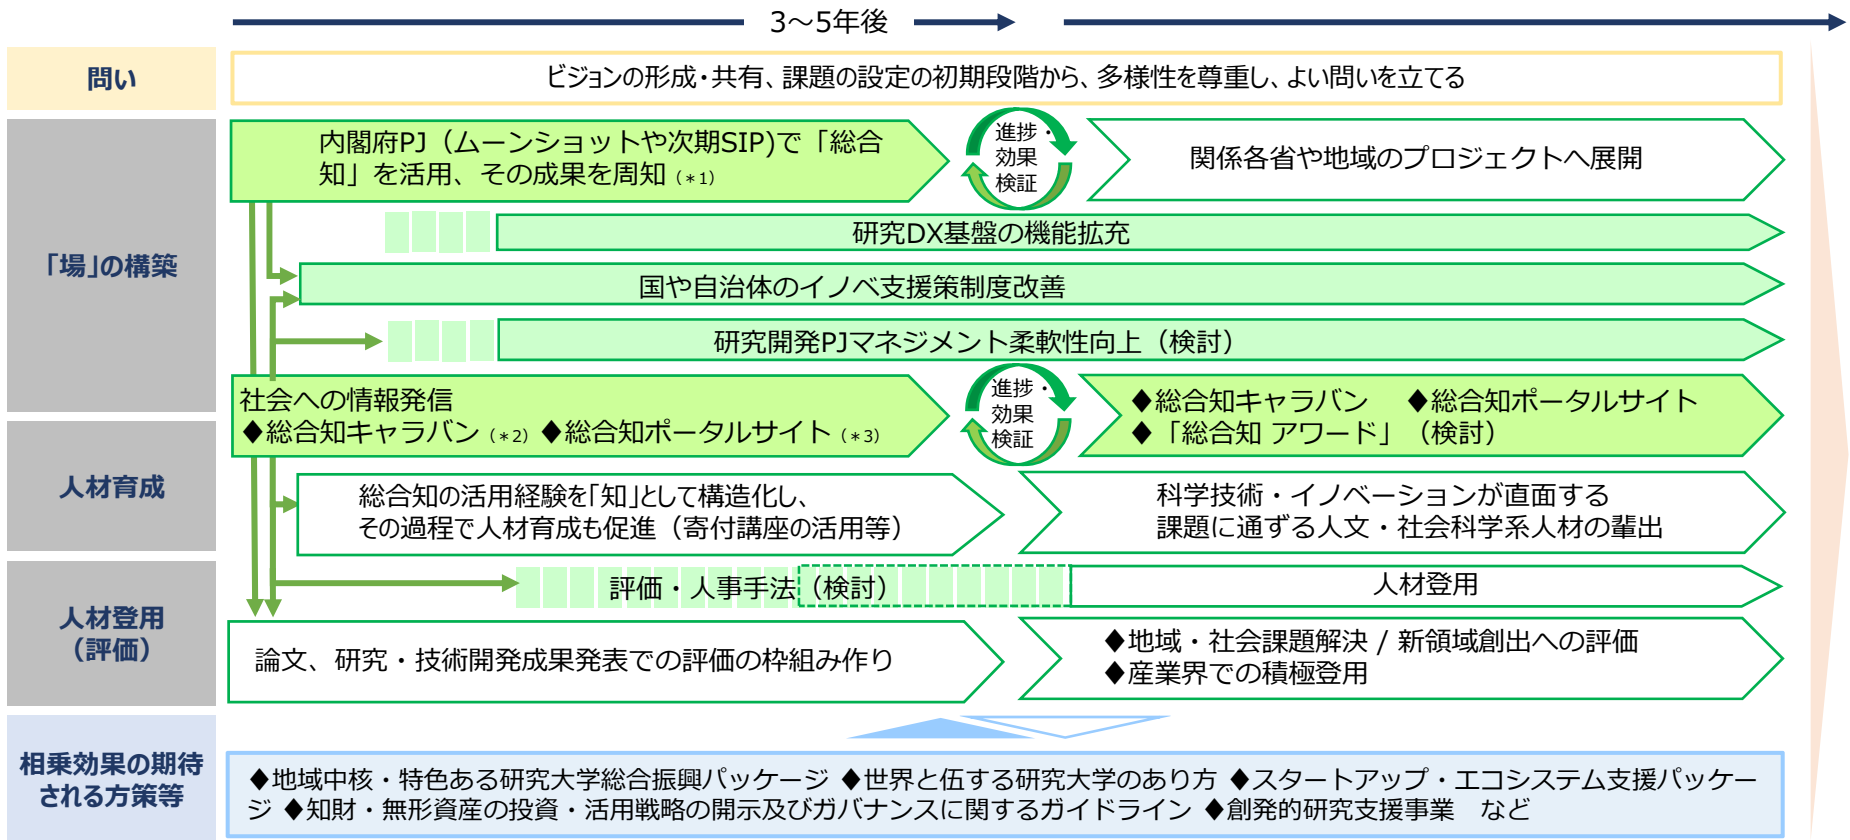 3～5年後
問い
ビジョンの形成・共有、課題の設定の初期段階から、多様性を尊重し、よい問いを立てる
「場」の構築
内閣府PJ（ムーンショットや次期SIP)で「総合
知」を活用、その成果を周知（＊1）
進捗・
効果
検証
関係各省や地域のプロジェクトへ展開
研究DX基盤の機能拡充
国や自治体のイノベ支援策制度改善
研究開発PJマネジメント柔軟性向上（検討）
社会への情報発信
◆総合知キャラバン（＊2）◆総合知ポータルサイト（＊3）
進捗・
効果
検証
◆総合知キャラバン　◆総合知ポータルサイト
◆「総合知 アワード」（検討）
人材育成
総合知の活用経験を「知」として構造化し、
その過程で人材育成も促進（寄付講座の活用等）
科学技術・イノベーションが直面する
課題に通ずる人文・社会科学系人材の輩出
人材登用
（評価）
評価・人事手法（検討）
人材登用
論文、研究・技術開発成果発表での評価の枠組み作り
◆地域・社会課題解決 / 新領域創出への評価
◆産業界での積極登用
相乗効果の期待
される方策等
◆地域中核・特色ある研究大学総合振興パッケージ ◆世界と伍する研究大学のあり方 ◆スタートアップ・エコシステム支援パッケー
ジ ◆知財・無形資産の投資・活用戦略の開示及びガバナンスに関するガイドライン ◆創発的研究支援事業　など